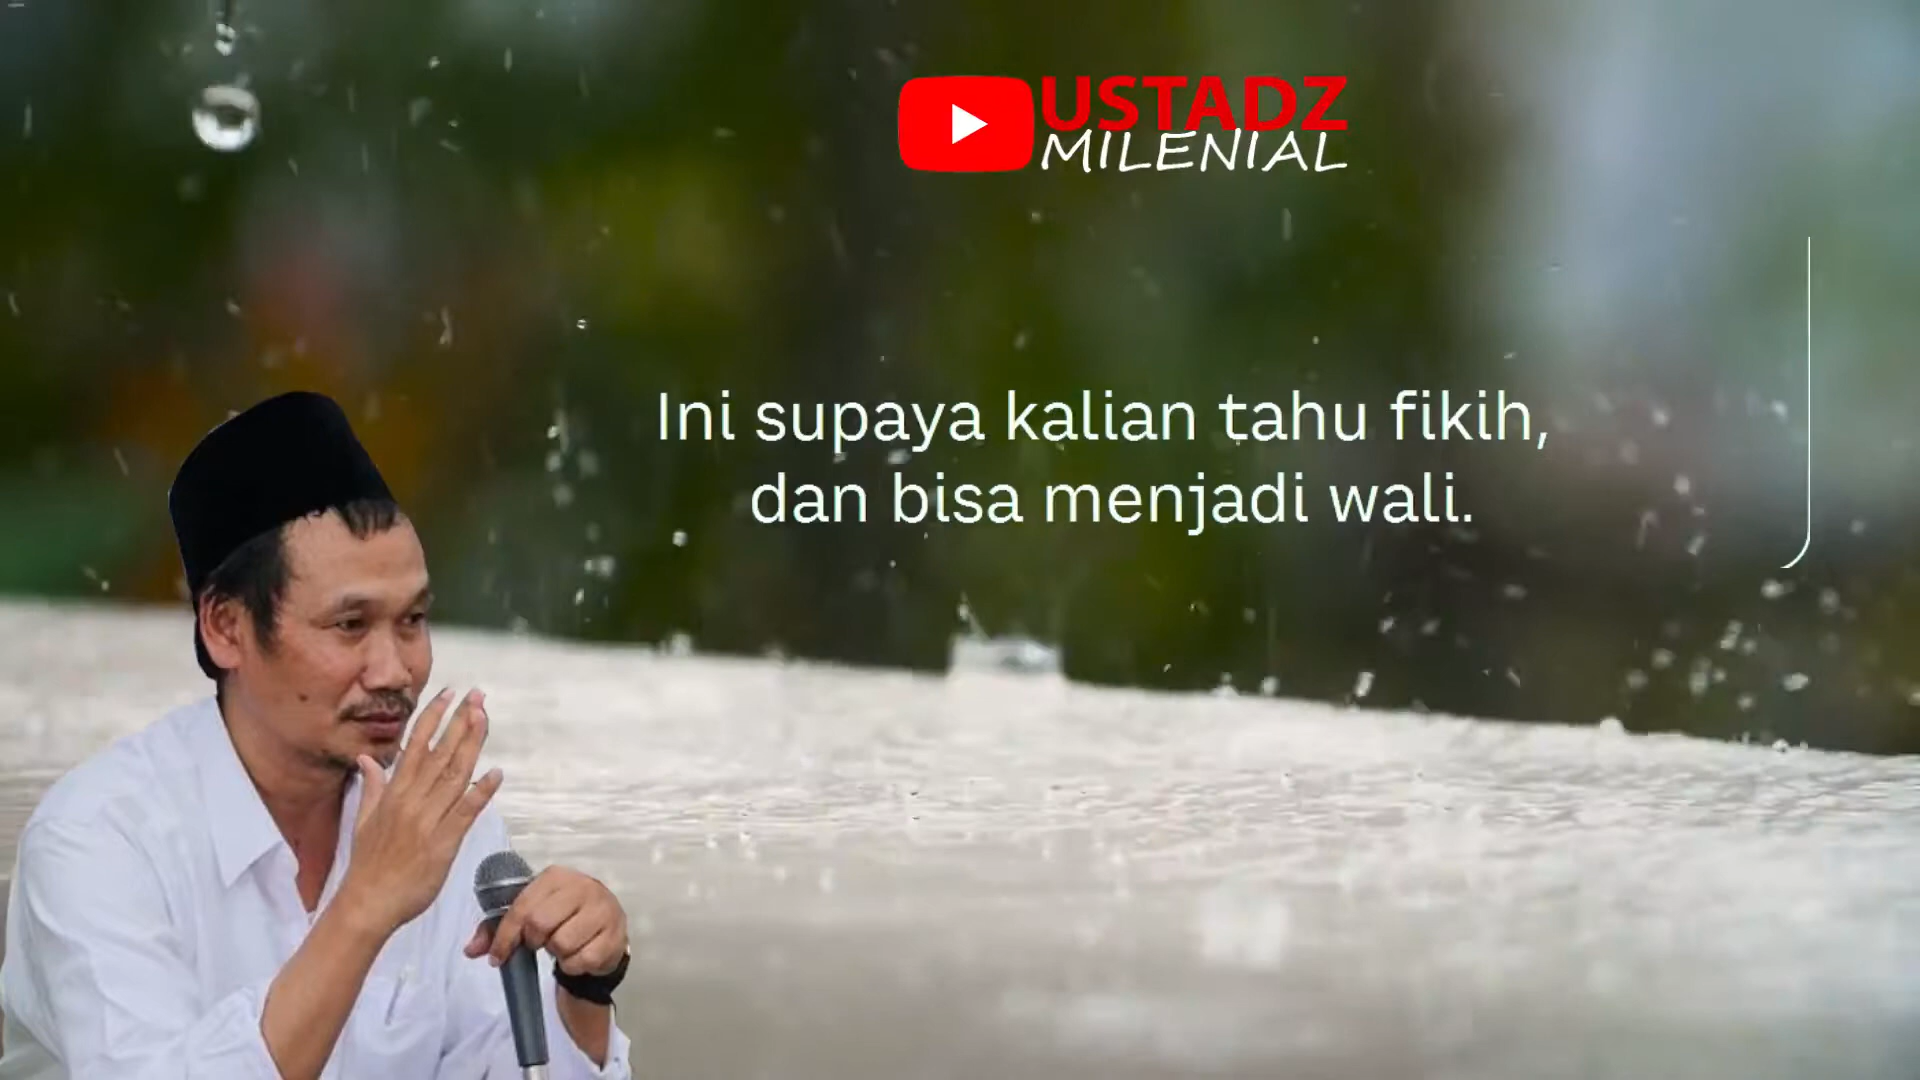 USTADZ
MILENIAL
Ini supaya kalian tahu fikih,
dan bisa menjadi wali.